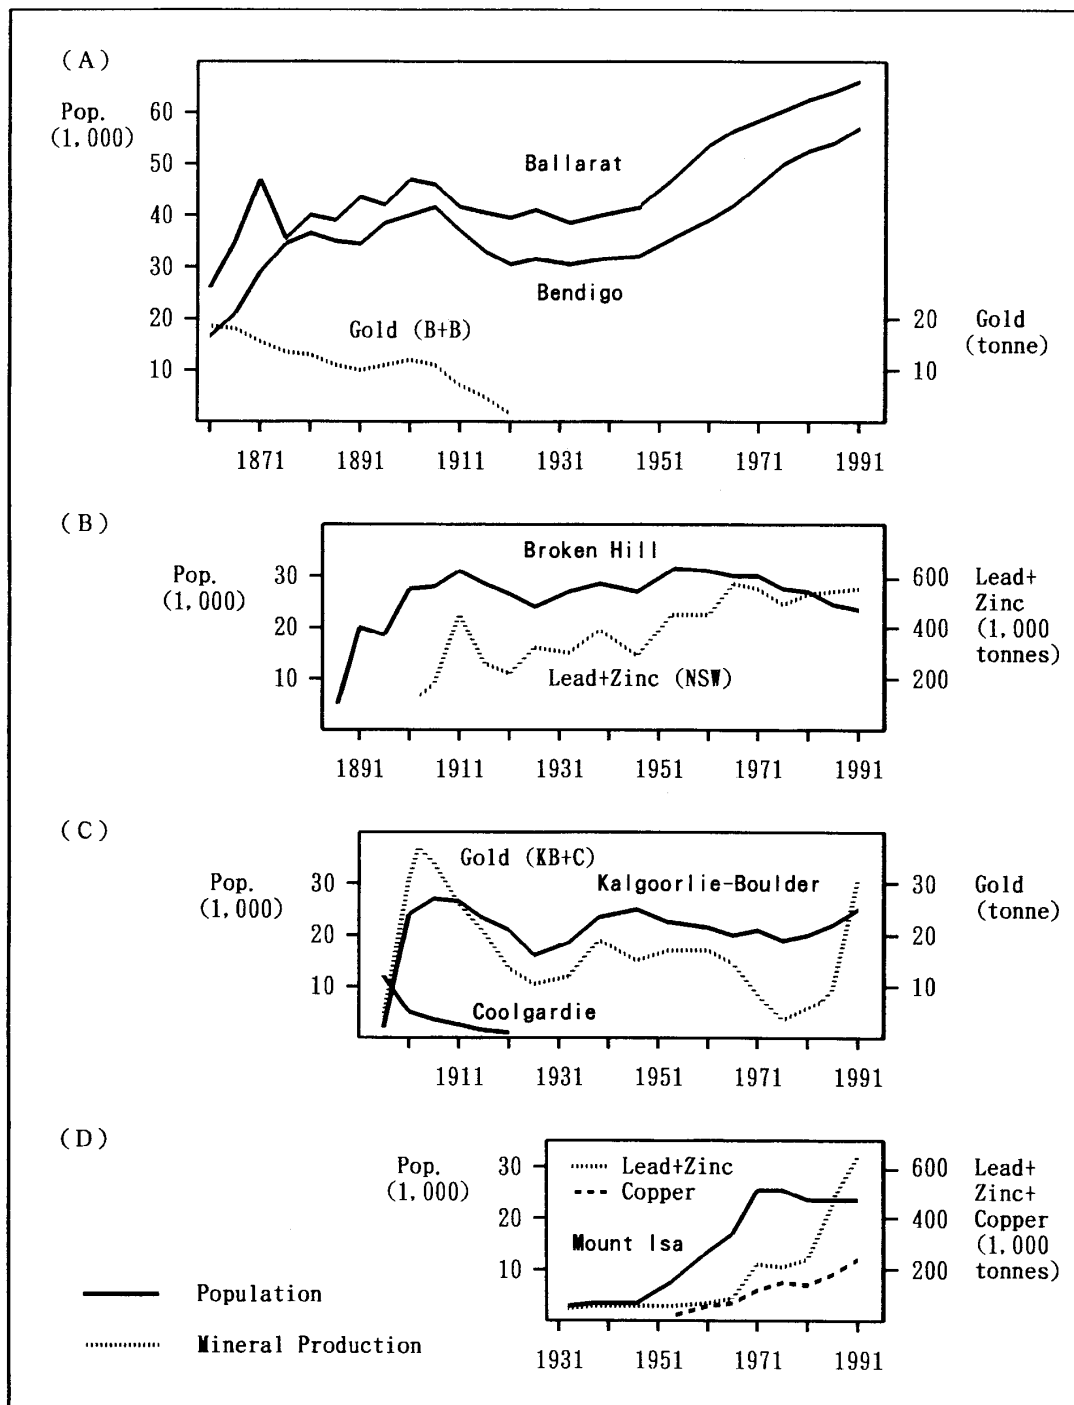 (A)
Pop.
(1,000)
60
50
40
30
20
10
Ballarat
Bendigo
Gold (B+B)
20
10
Gold
(tonne)
1871 1891 1911 1931 1951 1971 1991
(B)
Pop.
(1,000)
30
20
10
Broken Hill
Lead+Zinc (NSW)
600
400
200
Lead+
Zinc
(1,000
tonnes)
1891 1911 1931 1951 1971 1991
(C)
Pop.
(1,000)
30
20
10
Gold (KB+C)
Kalgoorlie-Boulder
Coolgardie
30
20
10
Gold
(tonne)
1911 1931 1951 1971 1991
(D)
Pop.
(1,000)
30
20
10
Lead+Zinc
Copper
Mount Isa
600
400
200
Lead+
Zinc+
Copper
(1,000
tonnes)
1931 1951 1971 1991
Population
Mineral Production